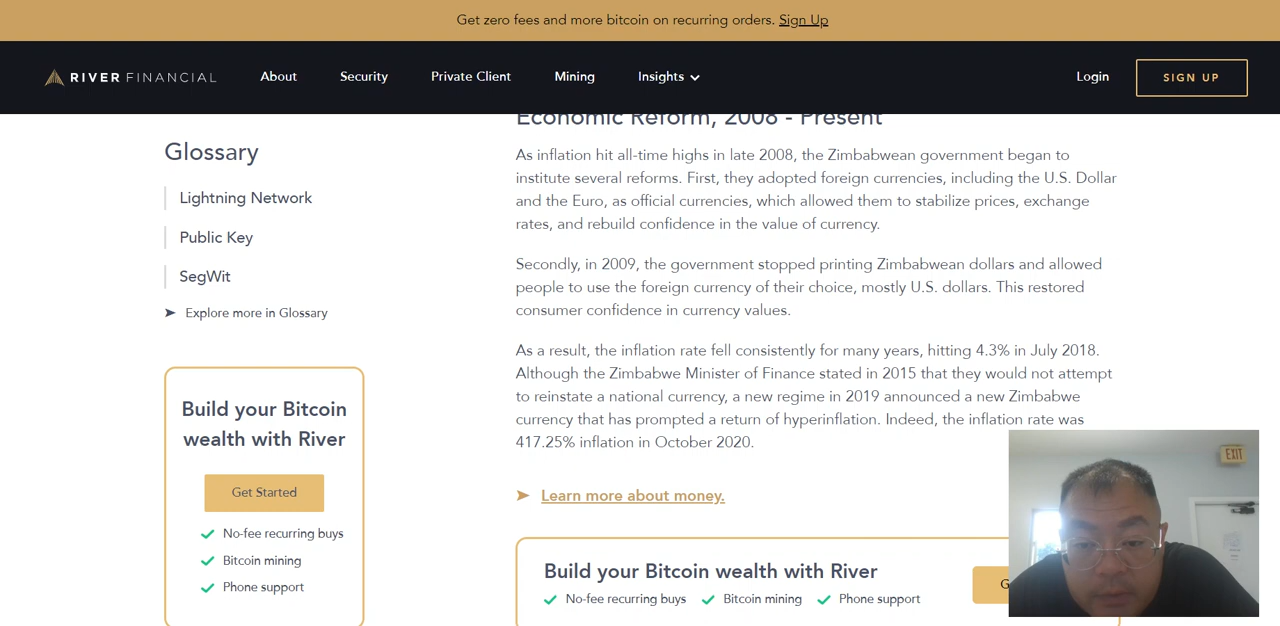 Get zero fees and more bitcoin on recurring orders. Sign Up
RIVER FINANCIAL
About
Security
Private Client
Mining
Insights
Login
SIGN UP
Glossary
Lightning Network
Public Key
SegWit
➤ Explore more in Glossary
Build your Bitcoin
wealth with River
Get Started
No-fee recurring buys
Bitcoin mining
Phone support
Economic Reform, 2008 - Present
As inflation hit all-time highs in late 2008, the Zimbabwean government began to
institute several reforms. First, they adopted foreign currencies, including the U.S. Dollar
and the Euro, as official currencies, which allowed them to stabilize prices, exchange
rates, and rebuild confidence in the value of currency.
Secondly, in 2009, the government stopped printing Zimbabwean dollars and allowed
people to use the foreign currency of their choice, mostly U.S. dollars. This restored
consumer confidence in currency values.
As a result, the inflation rate fell consistently for many years, hitting 4.3% in July 2018.
Although the Zimbabwe Minister of Finance stated in 2015 that they would not attempt
to reinstate a national currency, a new regime in 2019 announced a new Zimbabwe
currency that has prompted a return of hyperinflation. Indeed, the inflation rate was
417.25% inflation in October 2020.
➤ Learn more about money.
Build your Bitcoin wealth with River
No-fee recurring buys
Bitcoin mining
Phone support
EXIT